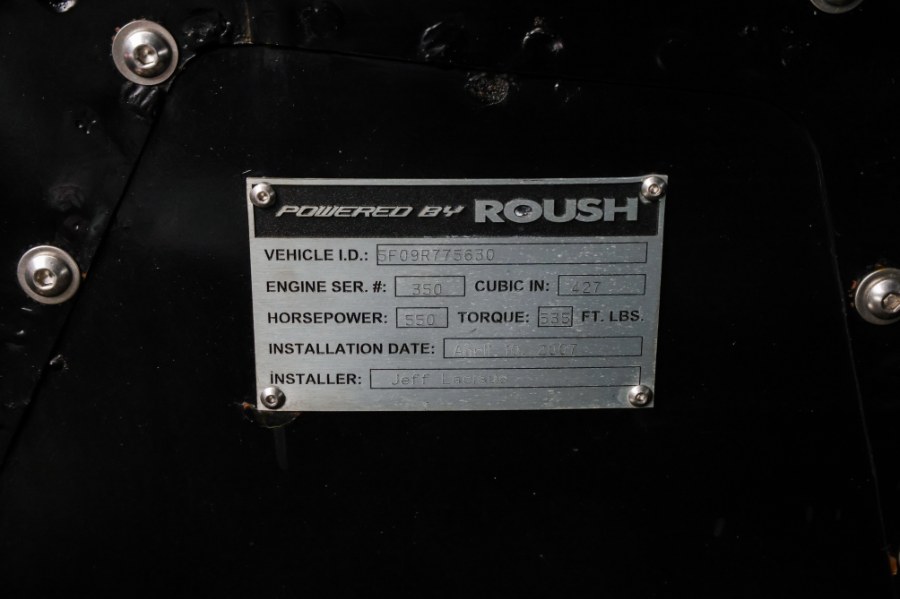 POWERED BY ROUSH
VEHICLE I.D.: 5F09R775630
ENGINE SER. #: 350 CUBIC IN: 427
HORSEPOWER: 550 TORQUE: 535 FT. LBS.
INSTALLATION DATE: 2007
INSTALLER: Jeff